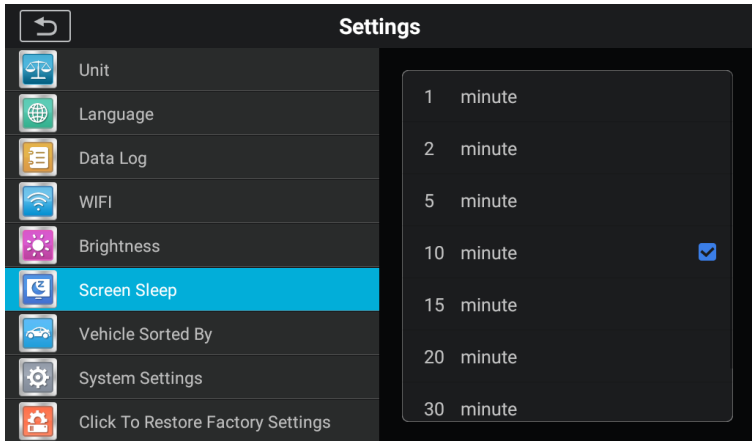 Settings
Unit
Language
Data Log
WIFI
Brightness
Screen Sleep
Vehicle Sorted By
System Settings
Click To Restore Factory Settings
1 minute
2 minute
5 minute
10 minute
15 minute
20 minute
30 minute